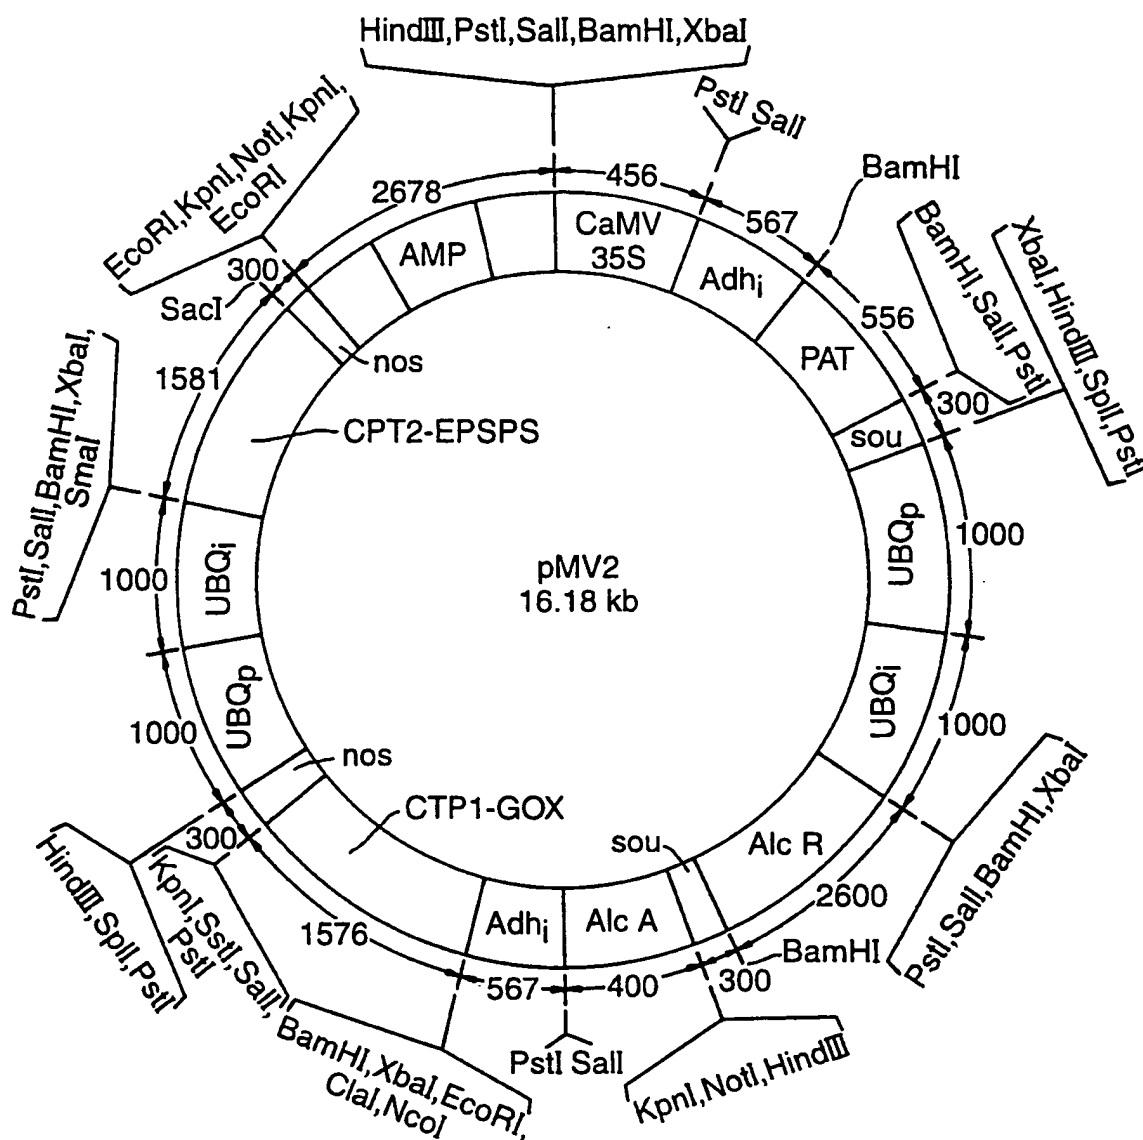 HindIII,PstI,SalI,BamHI,XbaI
PstI SalI
EcoRI,KpnI,NotI,KpnI,
EcoRI
BamHI
BamHI,SalI,PstI
XbaI,HindIII,SplI,PstI
2678
456
567
556
300
1000
1000
2600
300
400
567
1576
300
1000
1000
1581
300
SacI
AMP
CaMV
35S
Adhi
PAT
sou
UBQp
UBQi
Alc R
sou
Alc A
Adhi
CTP1-GOX
nos
UBQp
UBQi
CPT2-EPSPS
nos
pMV2
16.18 kb
PstI,SalI,BamHI,XbaI,
SmaI
PstI,SalI,BamHI,XbaI
BamHI
KpnI,NotI,HindIII
PstI SalI
BamHI,XbaI,EcoRI,
ClaI,NcoI
KpnI,SstI,SalI,
PstI
HindIII,SplI,PstI